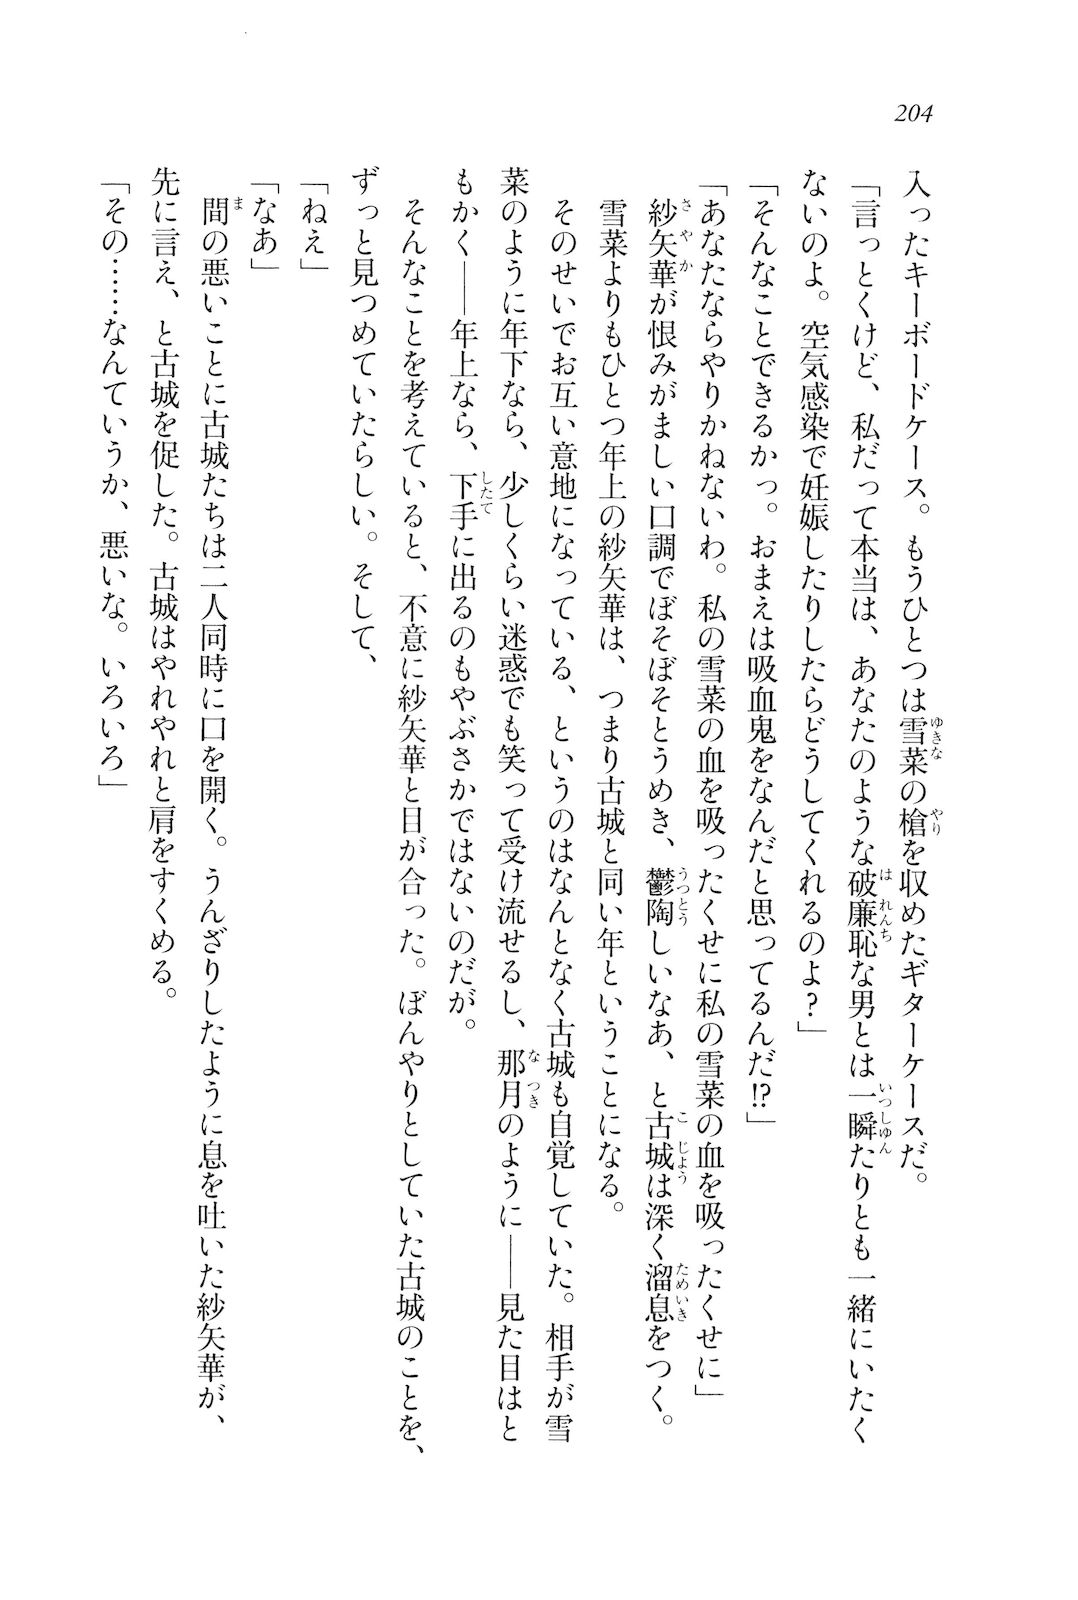 204
入ったキーボードケース。もうひとつは雪菜の槍を収めたギターケースだ。
「言っとくけど、私だって本当は、あなたのような破廉恥な男とは一瞬たりとも一緒にいたく
ないのよ。空気感染で妊娠したりしたらどうしてくれるのよ?」
「そんなことできるかっ。おまえは吸血鬼をなんだと思ってるんだ!?」
「あなたならやりかねないわ。私の雪菜の血を吸ったくせに私の雪菜の血を吸ったくせに」
紗矢華が恨みがましい口調でぼそぼそとうめき、鬱陶しいなあ、と古城は深く溜息をつく。
雪菜よりもひとつ年上の紗矢華は、つまり古城と同い年ということになる。
そのせいでお互い意地になっている、というのはなんとなく古城も自覚していた。相手が雪
菜のように年下なら、少しくらい迷惑でも笑って受け流せるし、那月のように――見た目はと
もかく――年上なら、下手に出るのもやぶさかではないのだが。
そんなことを考えていると、不意に紗矢華と目が合った。ぼんやりとしていた古城のことを、
ずっと見つめていたらしい。そして、
「ねぇ」
「なあ」
間の悪いことに古城たちは二人同時に口を開く。うんざりしたように息を吐いた紗矢華が、
先に言え、と古城を促した。古城はやれやれと肩をすくめる。
「その……なんていうか、悪いな。いろいろ」